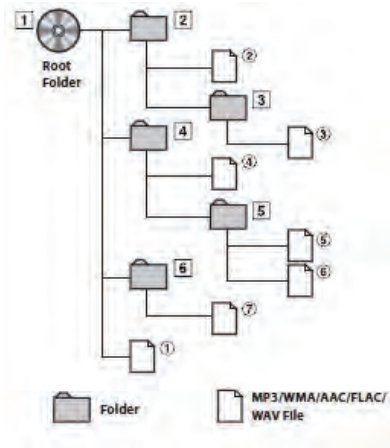 1
2
Root
Folder
②
3
③
4
④
5
⑤
⑥
6
⑦
①
Folder
MP3/WMA/AAC/FLAC/
WAV File